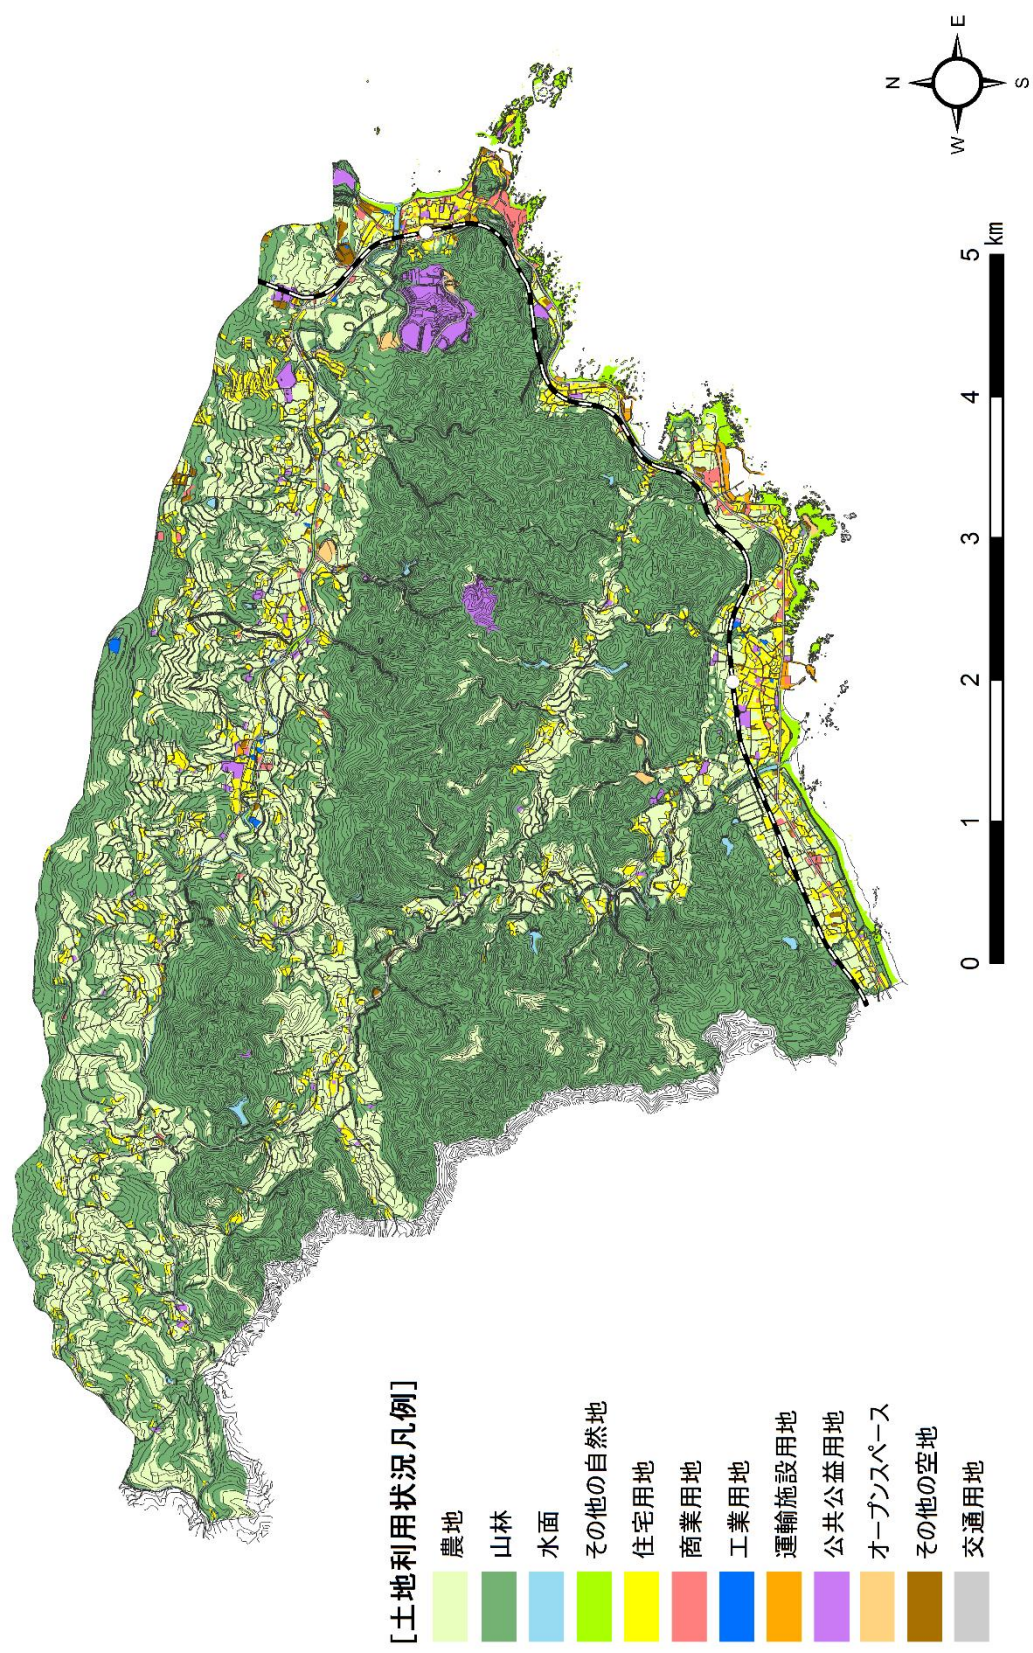 [土地利用状況凡例]
農地
山林
水面
その他の自然地
住宅用地
商業用地
工業用地
運輸施設用地
公共公益用地
オープンスペース
その他の空地
交通用地
N
W
E
S
0 1 2 3 4 5
km